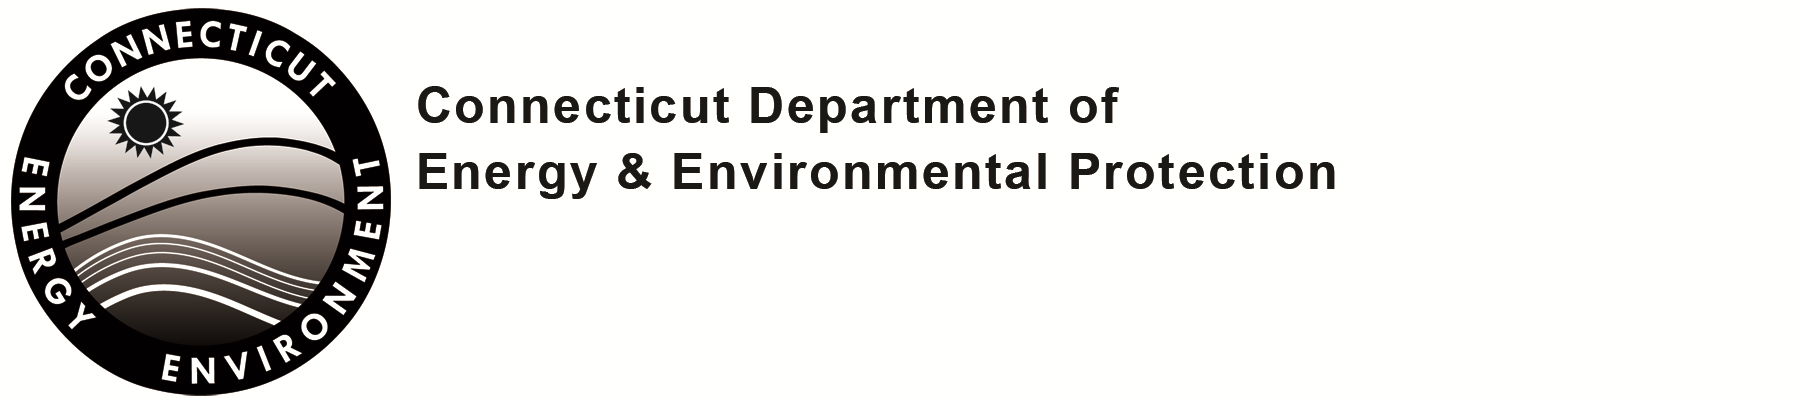 CONNECTICUT
ENERGY
ENVIRONMENT
Connecticut Department of
Energy & Environmental Protection